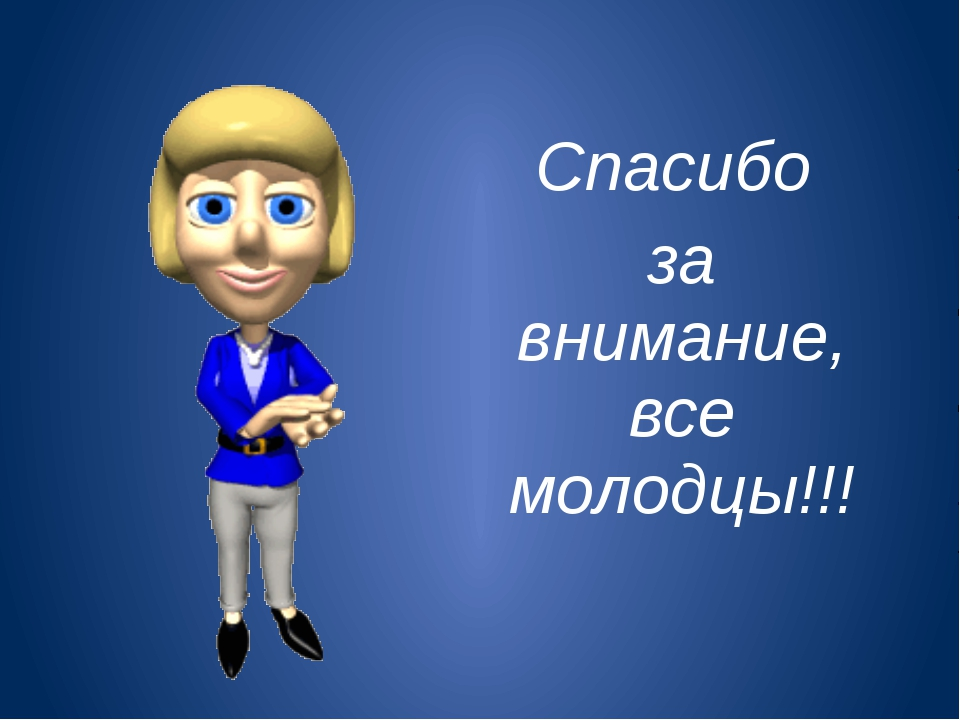 Спасибо
за
внимание,
все
молодцы!!!